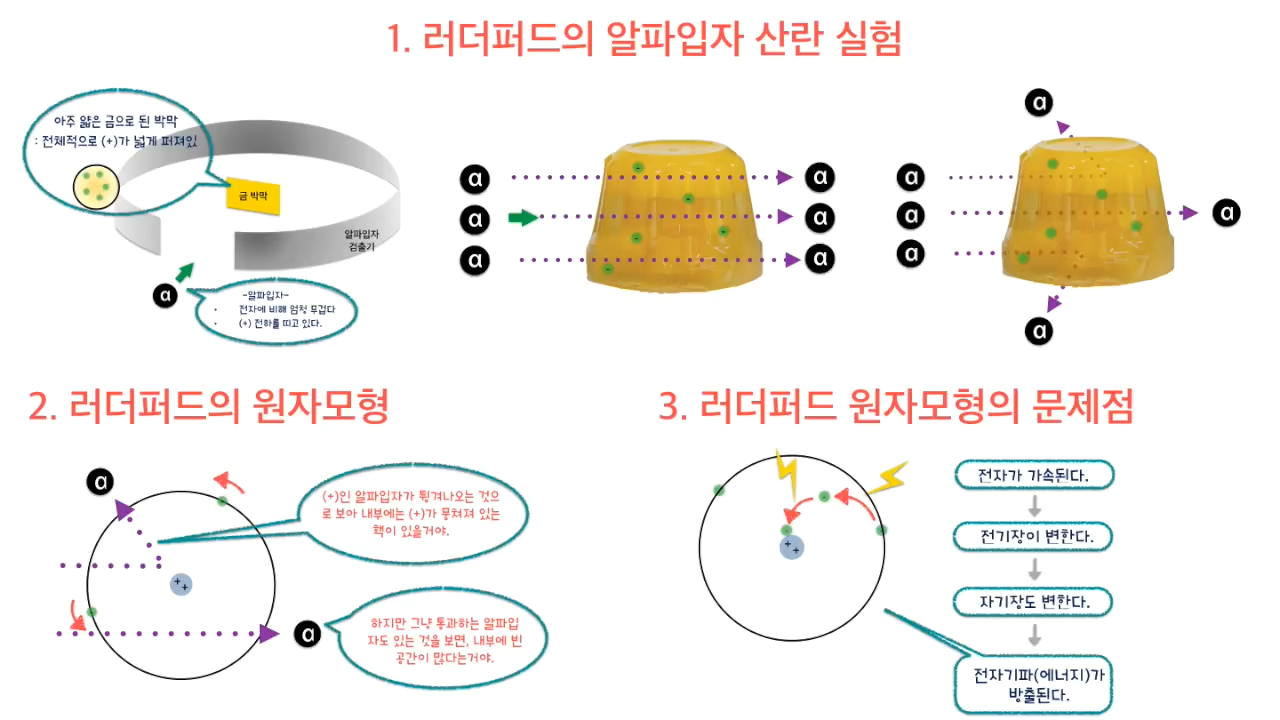 1. 러더퍼드의 알파입자 산란 실험
아주 얇은 금으로 된 박막
: 전체적으로 (+)가 넓게 퍼져있
금 박막
알파입자
검출기
α
-알파입자-
• 전자에 비해 엄청 무겁다
• (+) 전하를 띠고 있다.
α
α
α
α
α
α
α
α
α
α
α
α
2. 러더퍼드의 원자모형
α
(+)인 알파입자가 튕겨나오는 것으
로 보아 내부에는 (+)가 뭉쳐져 있는
핵이 있을거야.
++
α
하지만 그냥 통과하는 알파입
자도 있는 것을 보면, 내부에 빈
공간이 많다는거야.
3. 러더퍼드 원자모형의 문제점
++
전자가 가속된다.
전기장이 변한다.
자기장도 변한다.
전자기파(에너지)가
방출된다.